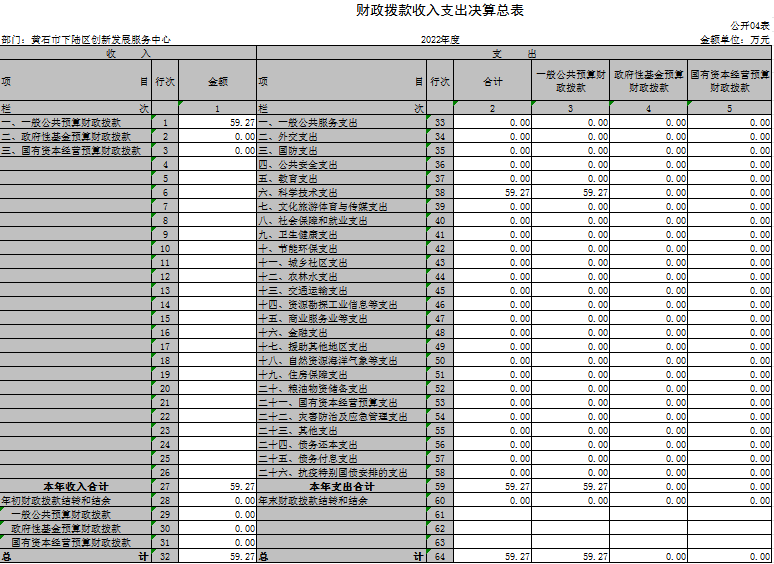 财政拨款收入支出决算总表
公开04表
部门：黄石市下陆区创新发展服务中心 2022年度 金额单位：万元
收 入 支 出
项 目 行次 金额 项 目 行次 合计 一般公共预算财政拨款 政府性基金预算财政拨款 国有资本经营预算财政拨款
栏 次 1 栏 次 2 3 4 5
一、一般公共预算财政拨款 1 59.27 一、一般公共服务支出 33 0.00 0.00 0.00 0.00
二、政府性基金预算财政拨款 2 0.00 二、外交支出 34 0.00 0.00 0.00 0.00
三、国有资本经营预算财政拨款 3 0.00 三、国防支出 35 0.00 0.00 0.00 0.00
4 四、公共安全支出 36 0.00 0.00 0.00 0.00
5 五、教育支出 37 0.00 0.00 0.00 0.00
6 六、科学技术支出 38 59.27 59.27 0.00 0.00
7 七、文化旅游体育与传媒支出 39 0.00 0.00 0.00 0.00
8 八、社会保障和就业支出 40 0.00 0.00 0.00 0.00
9 九、卫生健康支出 41 0.00 0.00 0.00 0.00
10 十、节能环保支出 42 0.00 0.00 0.00 0.00
11 十一、城乡社区支出 43 0.00 0.00 0.00 0.00
12 十二、农林水支出 44 0.00 0.00 0.00 0.00
13 十三、交通运输支出 45 0.00 0.00 0.00 0.00
14 十四、资源勘探工业信息等支出 46 0.00 0.00 0.00 0.00
15 十五、商业服务业等支出 47 0.00 0.00 0.00 0.00
16 十六、金融支出 48 0.00 0.00 0.00 0.00
17 十七、援助其他地区支出 49 0.00 0.00 0.00 0.00
18 十八、自然资源海洋气象等支出 50 0.00 0.00 0.00 0.00
19 十九、住房保障支出 51 0.00 0.00 0.00 0.00
20 二十、粮油物资储备支出 52 0.00 0.00 0.00 0.00
21 二十一、国有资本经营预算支出 53 0.00 0.00 0.00 0.00
22 二十二、灾害防治及应急管理支出 54 0.00 0.00 0.00 0.00
23 二十三、其他支出 55 0.00 0.00 0.00 0.00
24 二十四、债务还本支出 56 0.00 0.00 0.00 0.00
25 二十五、债务付息支出 57 0.00 0.00 0.00 0.00
26 二十六、抗疫特别国债安排的支出 58 0.00 0.00 0.00 0.00
本年收入合计 27 59.27 本年支出合计 59 59.27 59.27 0.00 0.00
年初财政拨款结转和结余 28 0.00 年末财政拨款结转和结余 60 0.00 0.00 0.00 0.00
一般公共预算财政拨款 29 0.00 61
政府性基金预算财政拨款 30 0.00 62
国有资本经营预算财政拨款 31 0.00 63
总 计 32 59.27 总 计 64 59.27 59.27 0.00 0.00